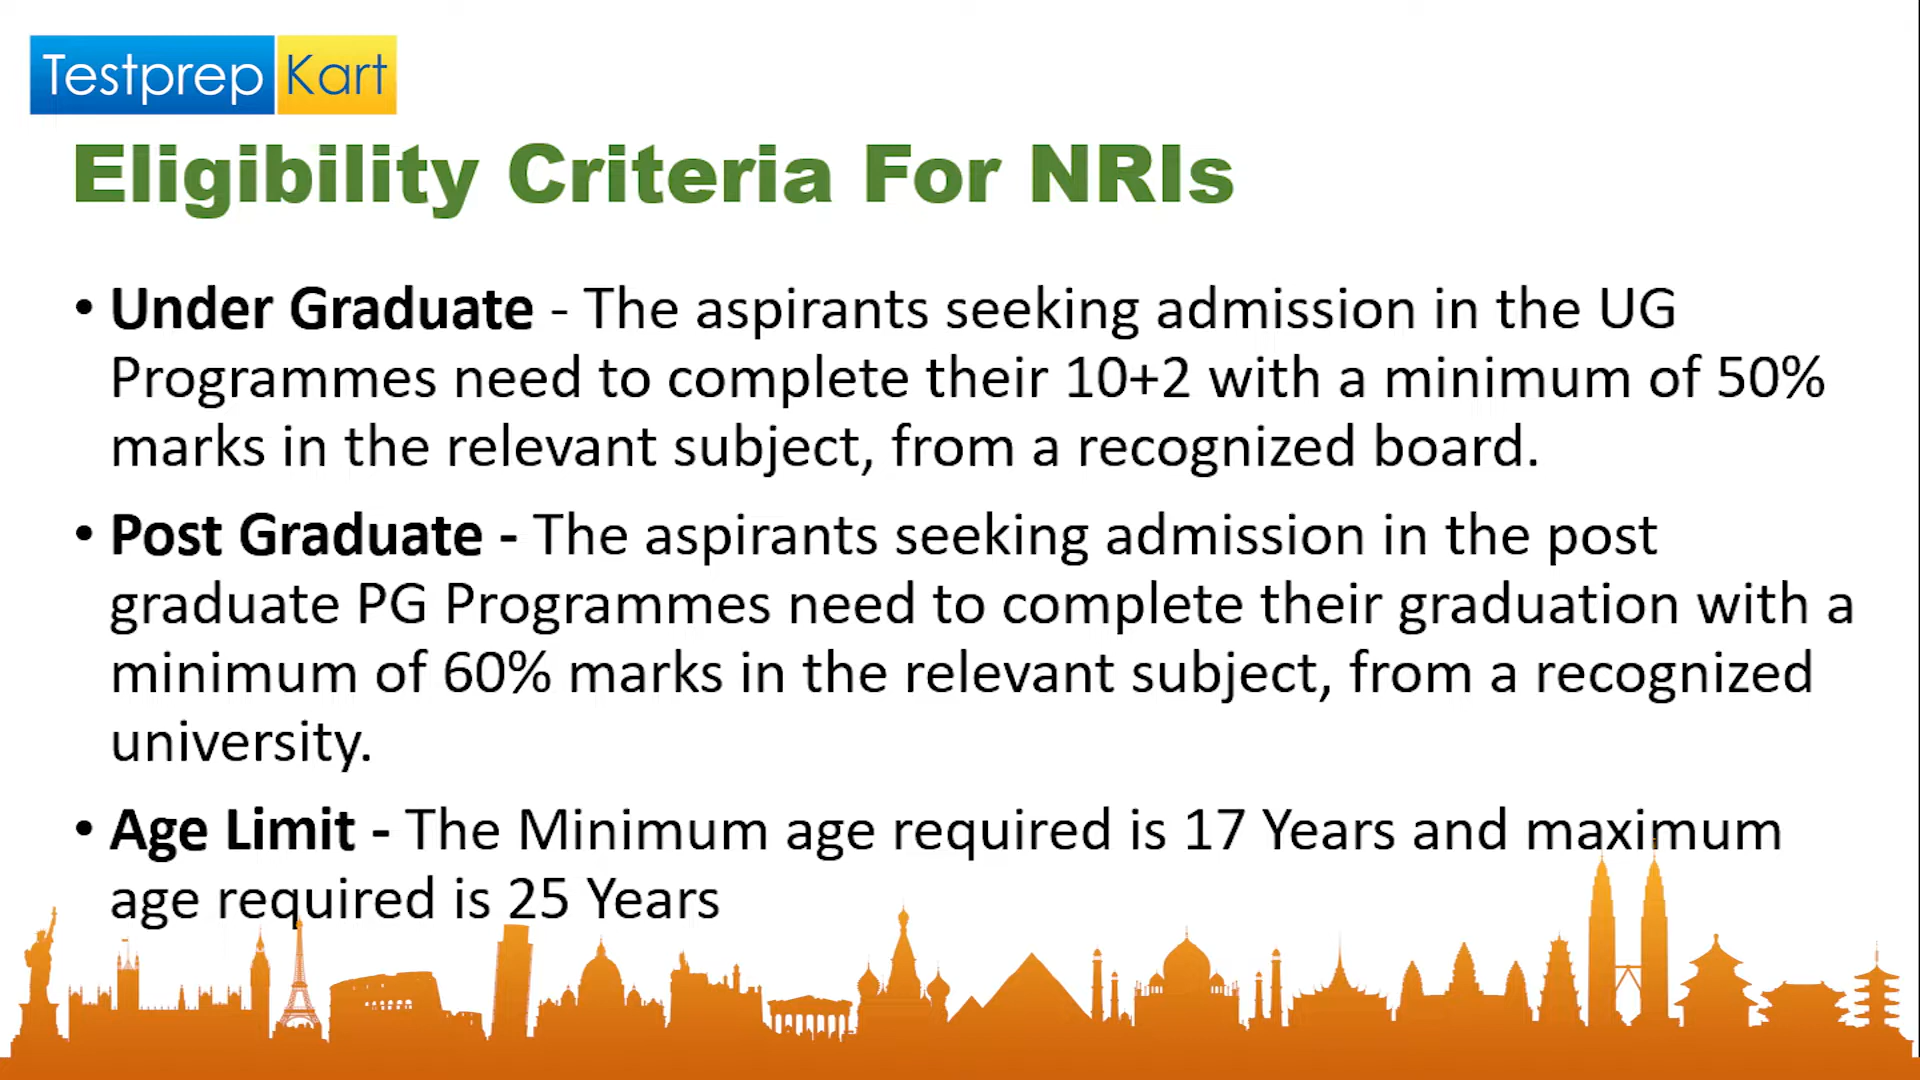 Testprep Kart
Eligibility Criteria For NRIs
• Under Graduate - The aspirants seeking admission in the UG
Programmes need to complete their 10+2 with a minimum of 50%
marks in the relevant subject, from a recognized board.
• Post Graduate - The aspirants seeking admission in the post
graduate PG Programmes need to complete their graduation with a
minimum of 60% marks in the relevant subject, from a recognized
university.
• Age Limit - The Minimum age required is 17 Years and maximum
age required is 25 Years